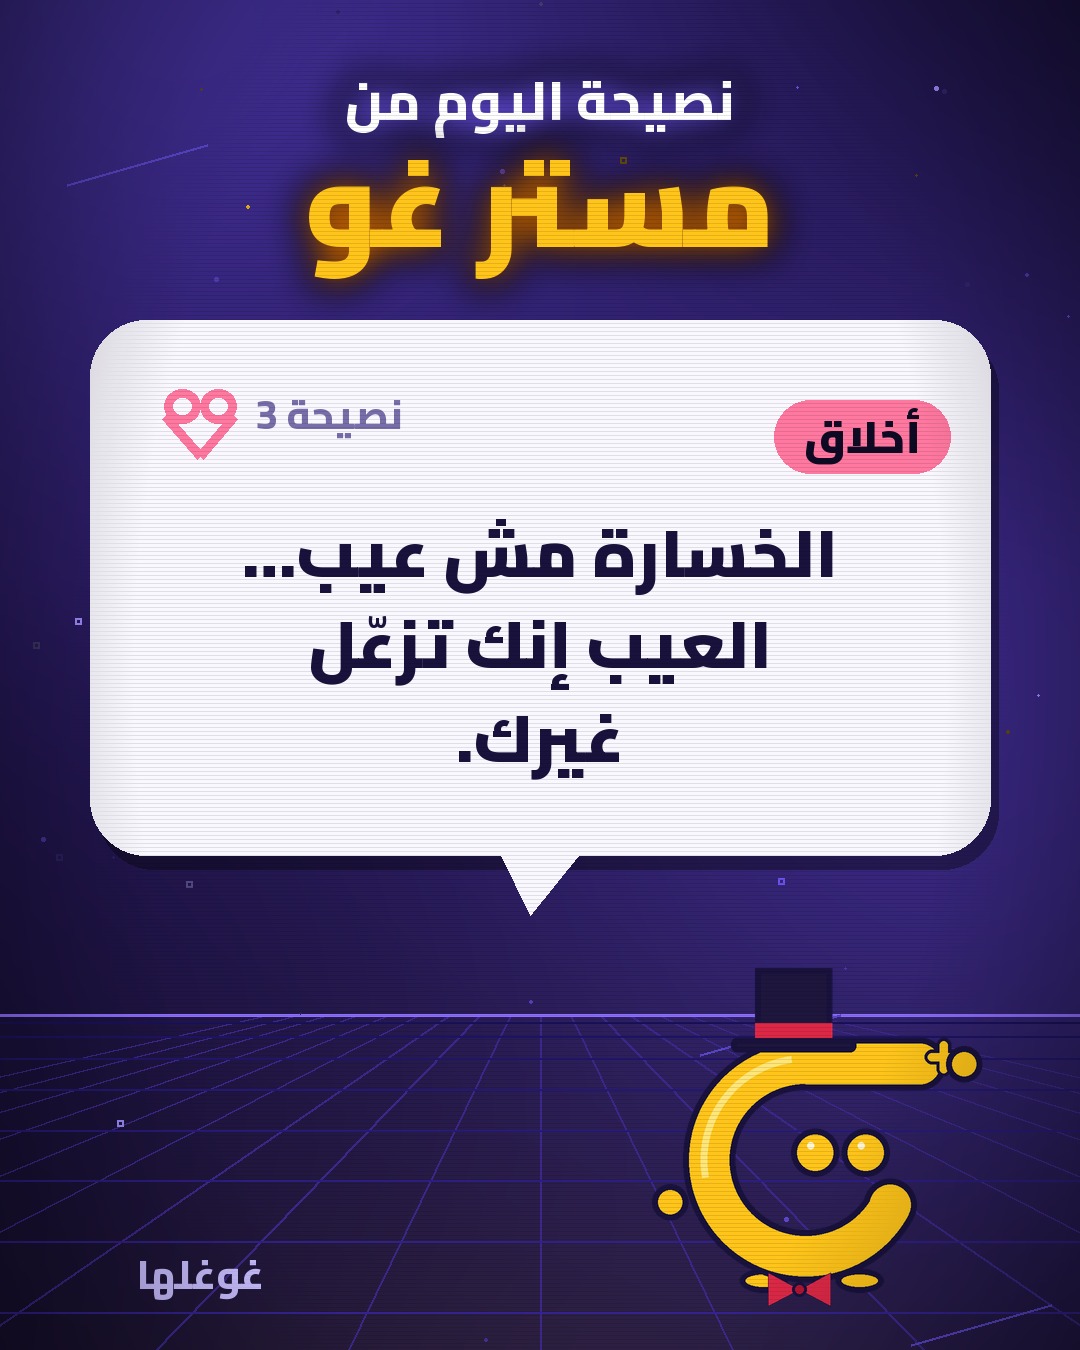 نصيحة اليوم من
مستر غو
أخلاق
نصيحة 3
الخسارة مش عيب...
العيب إنك تزعّل
غيرك.
غوغلها